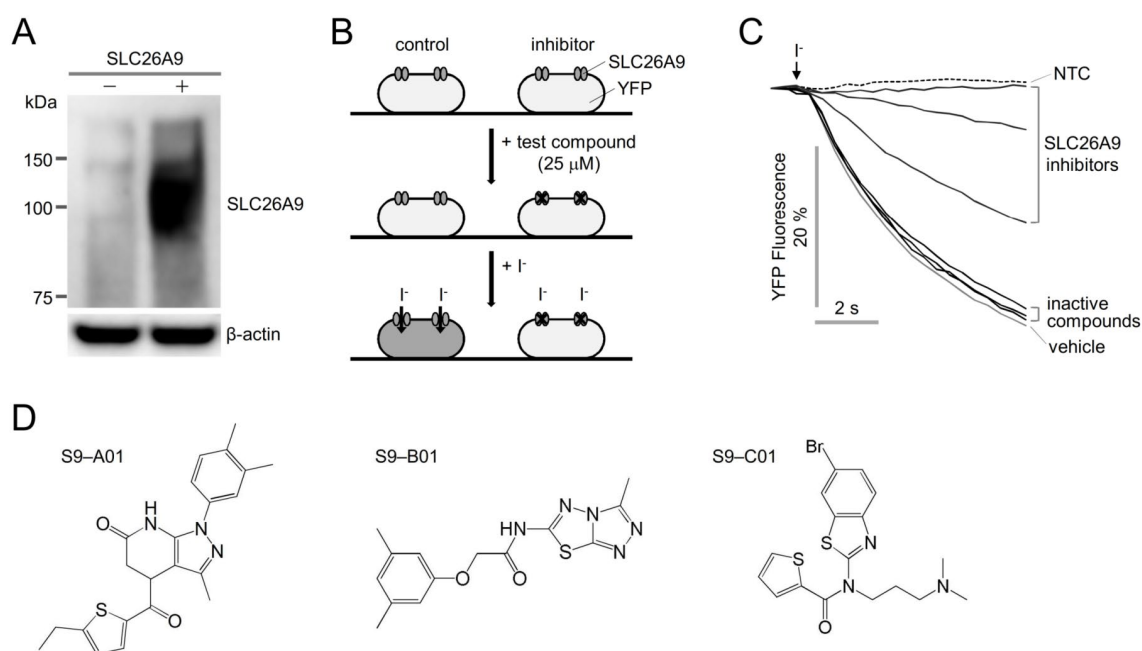 A
SLC26A9
− +
kDa
150
100
75
SLC26A9
β-actin
B
control
inhibitor
SLC26A9
YFP
+ test compound
(25 µM)
+ I-
I- I-
I- I-
C
I-
NTC
SLC26A9
inhibitors
YFP Fluorescence
20 %
2 s
inactive
compounds
vehicle
D
S9–A01
H
N
O
N
N
S
O
S9–B01
N
N
HN
S
N
N
O
O
S9–C01
Br
S
N
S
N
N
O